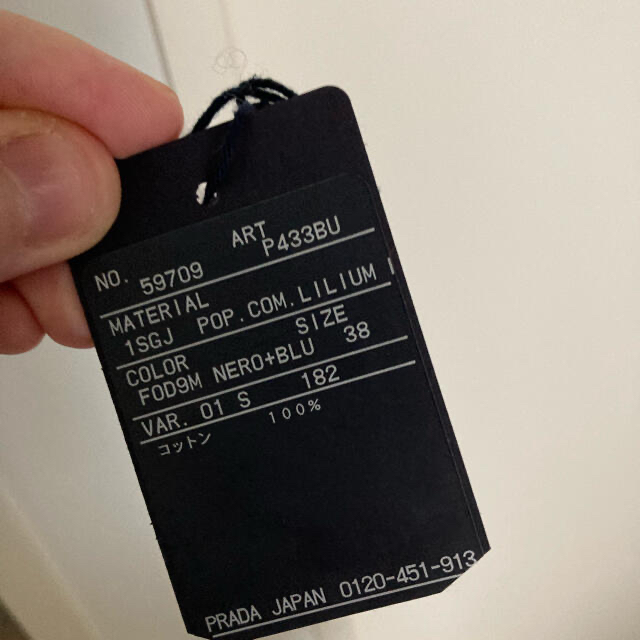 ART
NO. 59709 P433BU
MATERIAL
1SGJ POP.COM.LILIUM
COLOR SIZE
F0D9M NERO+BLU 38
VAR. 01 S 182
コットン 100%
PRADA JAPAN 0120-451-913